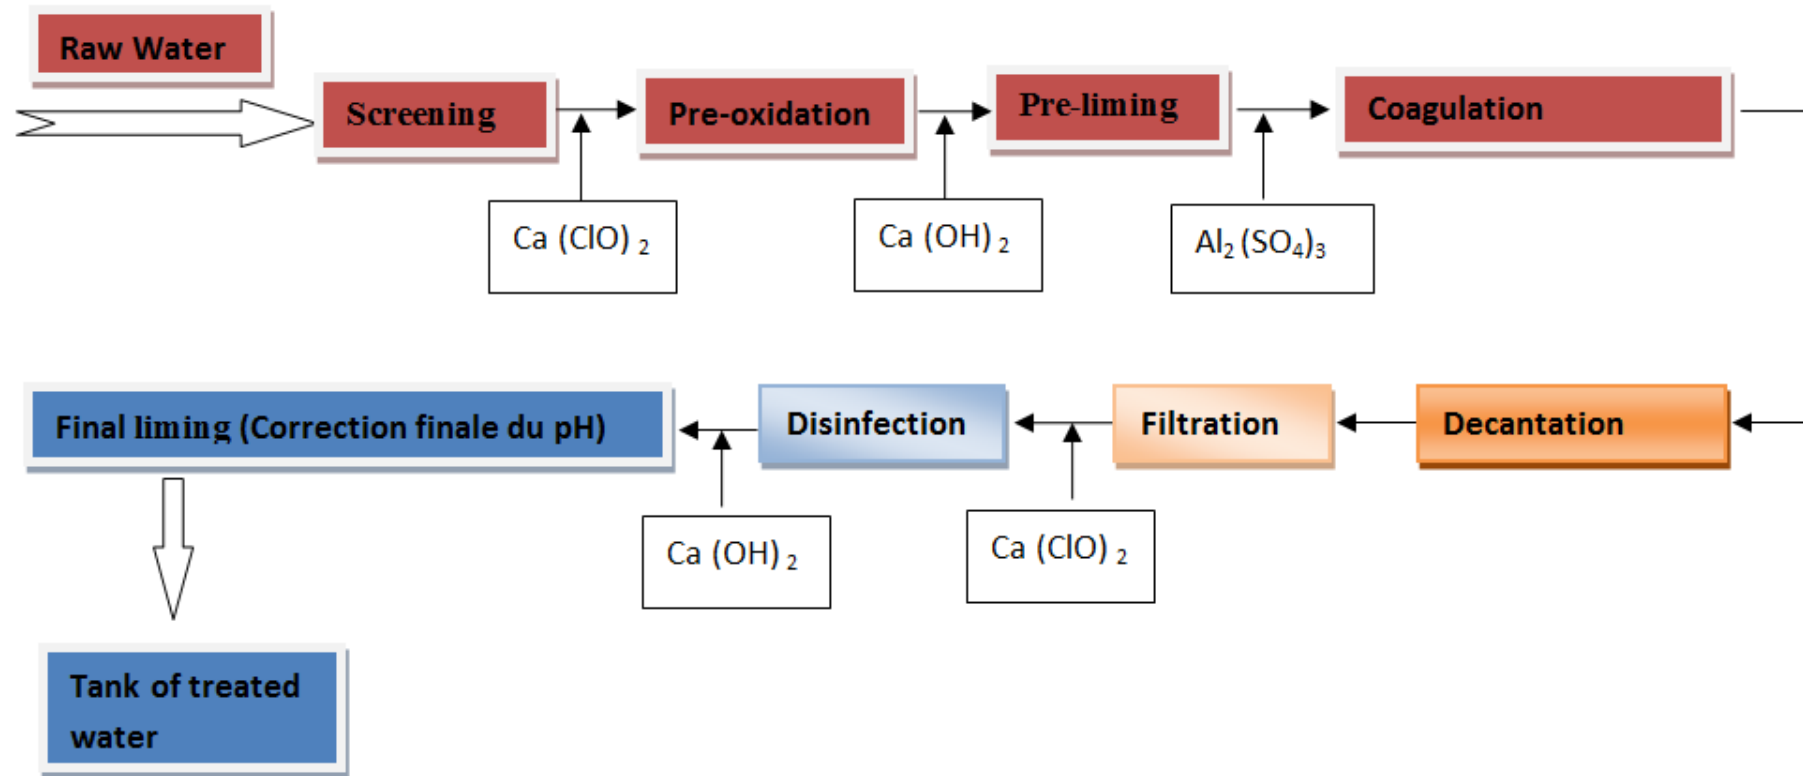 Raw Water
Screening
Pre-oxidation
Pre-liming
Coagulation
Ca (ClO) 2
Ca (OH) 2
Al2 (SO4)3
Final liming (Correction finale du pH)
Disinfection
Filtration
Decantation
Ca (OH) 2
Ca (ClO) 2
Tank of treated
water